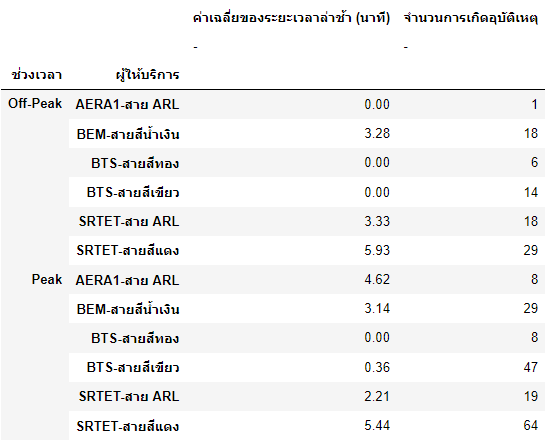 ค่าเฉลี่ยของระยะเวลาล่าช้ำ (นาที) จำนวนการเกิดอุบัติเหตุ
- -
ช่วงเวลา ผู้ให้บริการ
Off-Peak AERA1-สาย ARL 0.00 1
BEM-สายสีน้ำเงิน 3.28 18
BTS-สายสีทอง 0.00 6
BTS-สายสีเขียว 0.00 14
SRTET-สาย ARL 3.33 18
SRTET-สายสีแดง 5.93 29
Peak AERA1-สาย ARL 4.62 8
BEM-สายสีน้ำเงิน 3.14 29
BTS-สายสีทอง 0.00 8
BTS-สายสีเขียว 0.36 47
SRTET-สาย ARL 2.21 19
SRTET-สายสีแดง 5.44 64